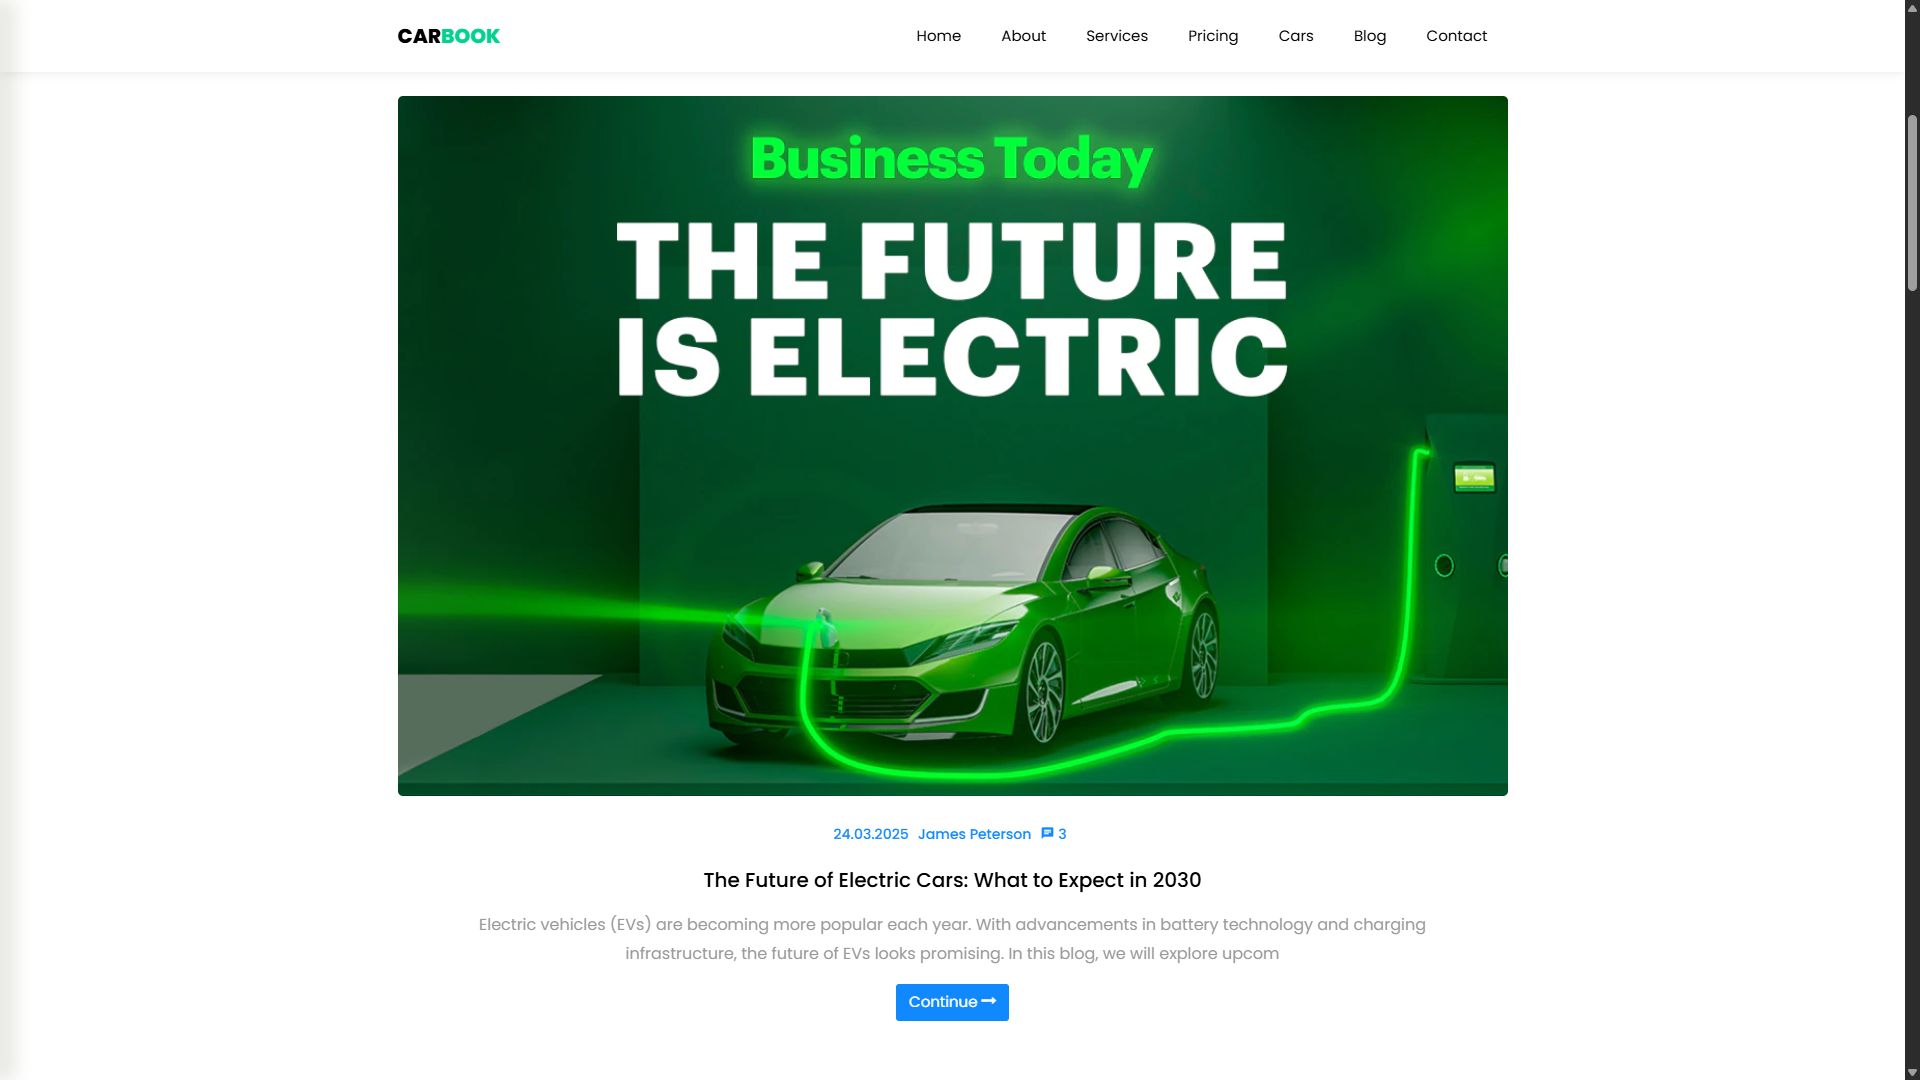 CARBOOK
Home About Services Pricing Cars Blog Contact
Business Today
THE FUTURE
IS ELECTRIC
24.03.2025 James Peterson 3
The Future of Electric Cars: What to Expect in 2030
Electric vehicles (EVs) are becoming more popular each year. With advancements in battery technology and charging
infrastructure, the future of EVs looks promising. In this blog, we will explore upcom
Continue